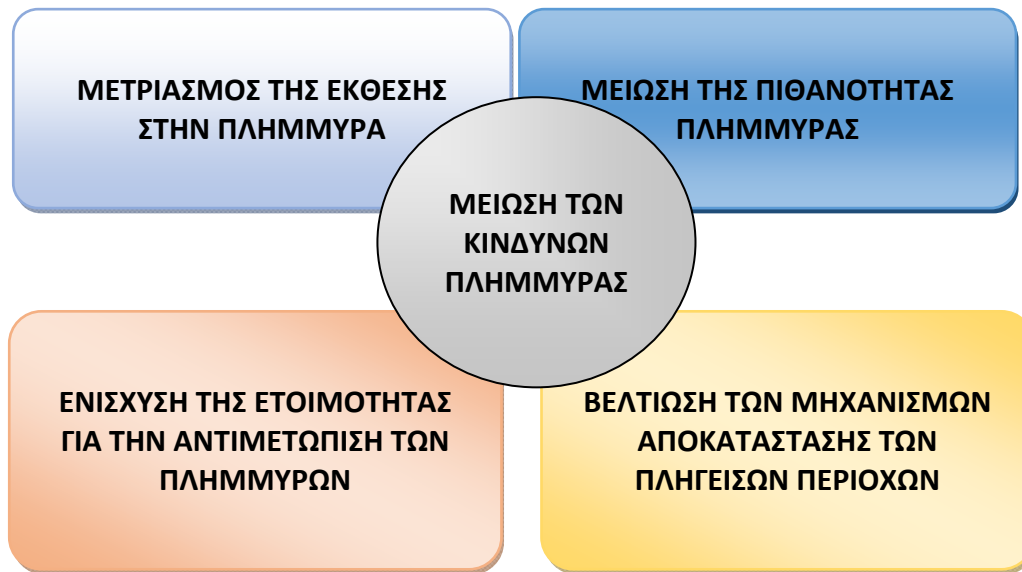 ΜΕΤΡΙΑΣΜΟΣ ΤΗΣ ΕΚΘΕΣΗΣ
ΣΤΗΝ ΠΛΗΜΜΥΡΑ
ΜΕΙΩΣΗ ΤΗΣ ΠΙΘΑΝΟΤΗΤΑΣ
ΠΛΗΜΜΥΡΑΣ
ΜΕΙΩΣΗ ΤΩΝ
ΚΙΝΔΥΝΩΝ
ΠΛΗΜΜΥΡΑΣ
ΕΝΙΣΧΥΣΗ ΤΗΣ ΕΤΟΙΜΟΤΗΤΑΣ
ΓΙΑ ΤΗΝ ΑΝΤΙΜΕΤΩΠΙΣΗ ΤΩΝ
ΠΛΗΜΜΥΡΩΝ
ΒΕΛΤΙΩΣΗ ΤΩΝ ΜΗΧΑΝΙΣΜΩΝ
ΑΠΟΚΑΤΑΣΤΑΣΗΣ ΤΩΝ
ΠΛΗΓΕΙΣΩΝ ΠΕΡΙΟΧΩΝ